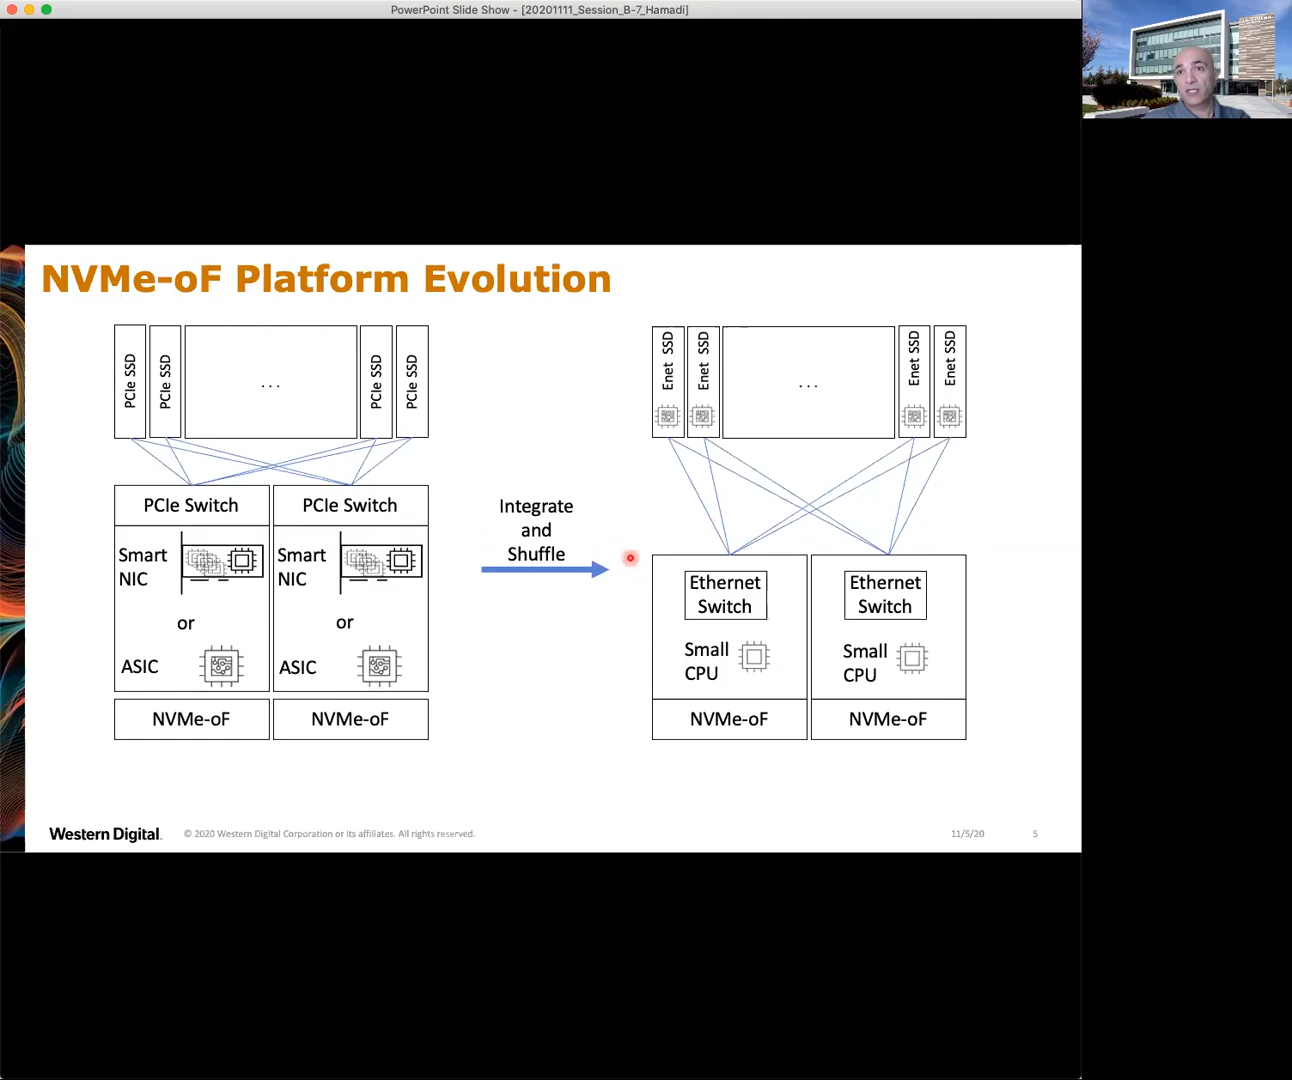 PowerPoint Slide Show - [20201111_Session_B-7_Hamadi]
NVMe-oF Platform Evolution
PCIe SSD
PCIe SSD
. . .
PCIe SSD
PCIe SSD
PCIe Switch
PCIe Switch
Smart
NIC
Smart
NIC
or
or
ASIC
ASIC
NVMe-oF
NVMe-oF
Integrate
and
Shuffle
Enet SSD
Enet SSD
. . .
Enet SSD
Enet SSD
Ethernet
Switch
Ethernet
Switch
Small
CPU
Small
CPU
NVMe-oF
NVMe-oF
Western Digital.
© 2020 Western Digital Corporation or its affiliates. All rights reserved.
11/5/20
5